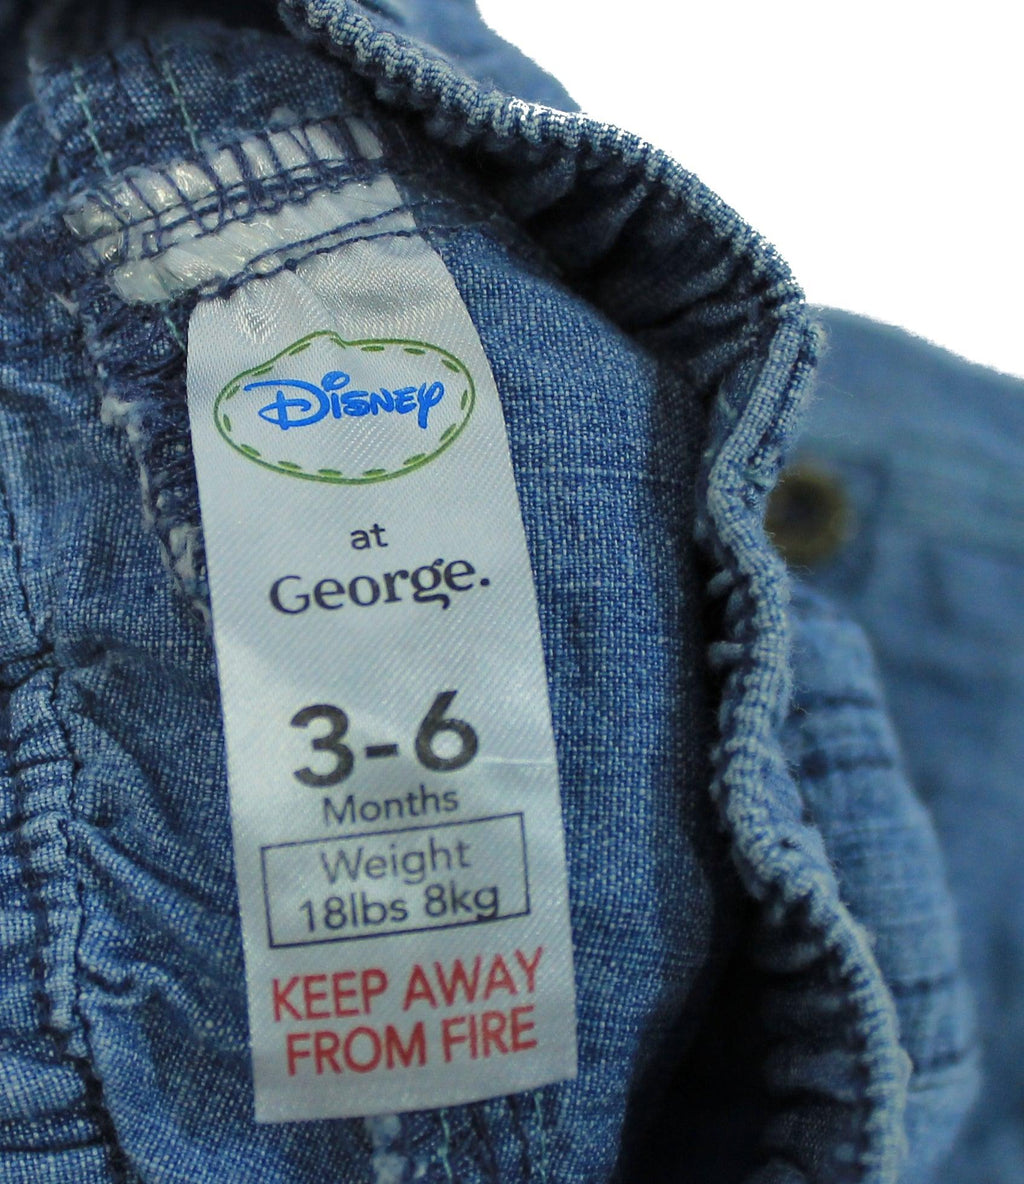 Disney
at
George.
3-6
Months
Weight
18lbs 8kg
KEEP AWAY
FROM FIRE